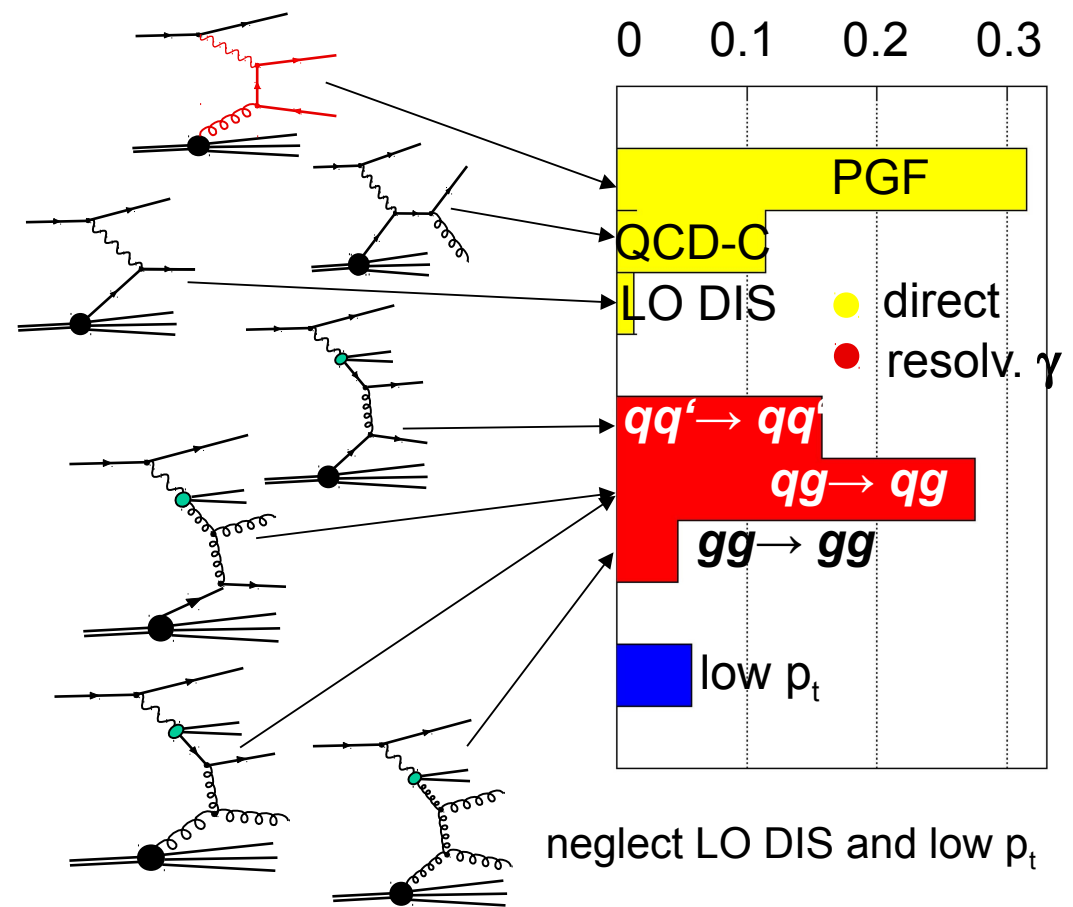 0 0.1 0.2 0.3
PGF
QCD-C
LO DIS
direct
resolv. γ
qq‘→ qq‘
qg→ qg
gg→ gg
low pt
neglect LO DIS and low pt